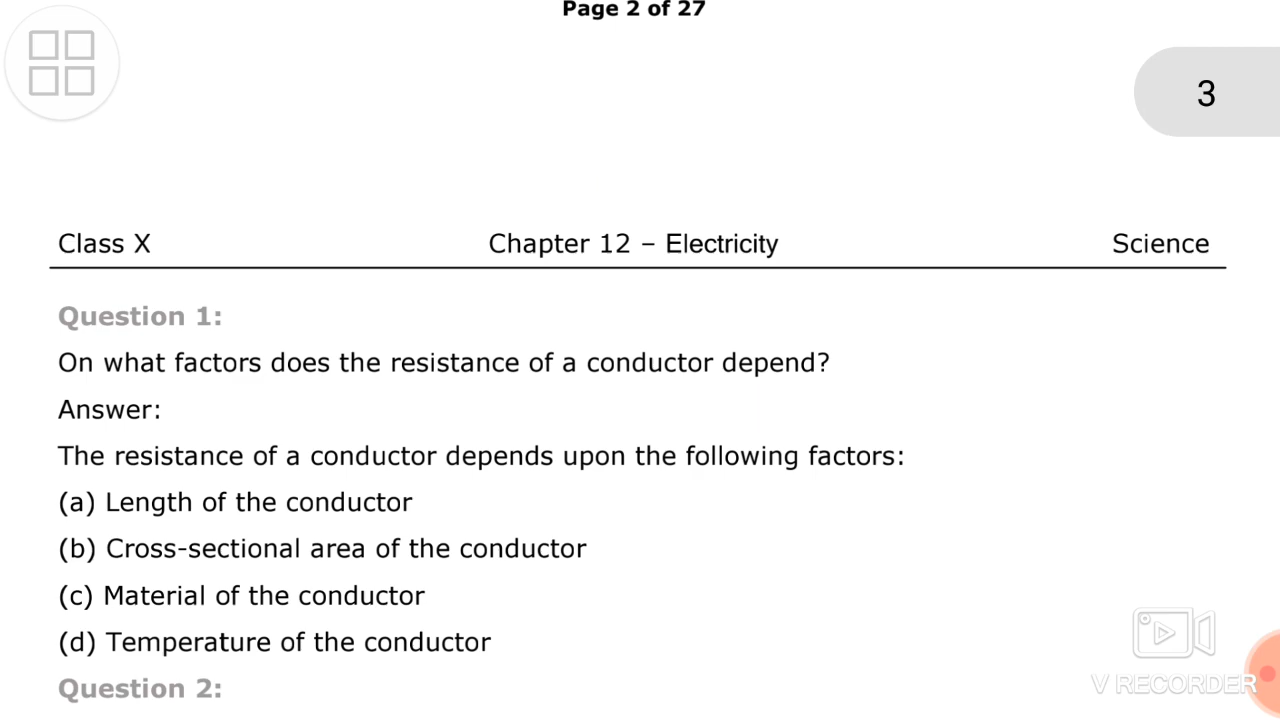 Page 2 of 27
3
Class X Chapter 12 – Electricity Science
Question 1:
On what factors does the resistance of a conductor depend?
Answer:
The resistance of a conductor depends upon the following factors:
(a) Length of the conductor
(b) Cross-sectional area of the conductor
(c) Material of the conductor
(d) Temperature of the conductor
Question 2:
V RECORDER